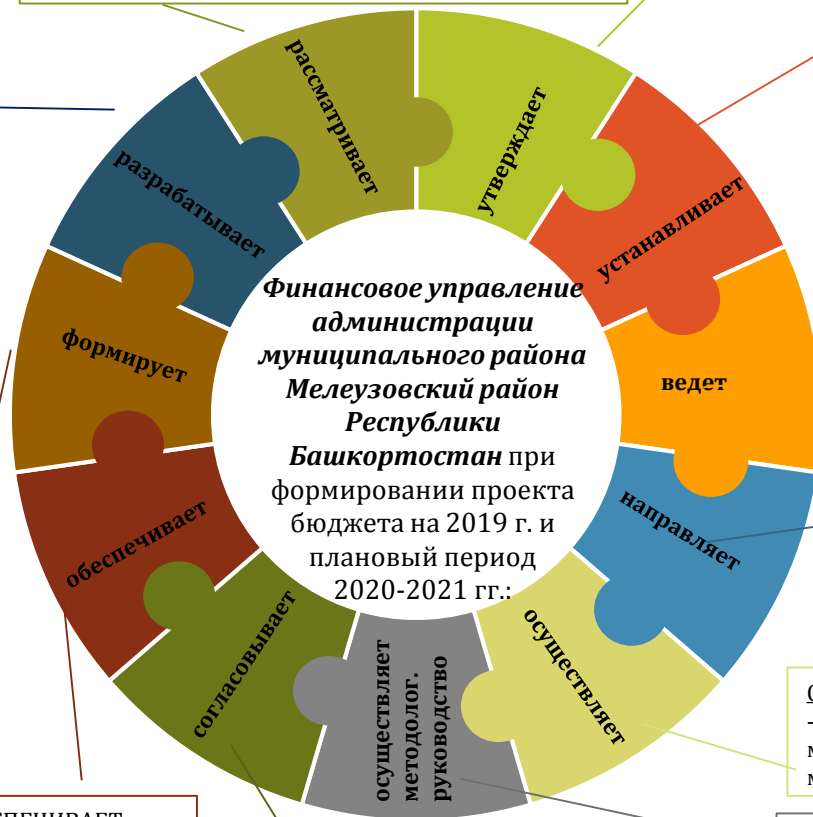 рассматривает
утверждает
устанавливает
ведет
направляет
осуществляет
осуществляет
методолог.
руководство
согласовывает
обеспечивает
формирует
разрабатывает
Финансовое управление
администрации
муниципального района
Мелеузовский район
Республики
Башкортостан при
формировании проекта
бюджета на 2019 г. и
плановый период
2020-2021 гг.: